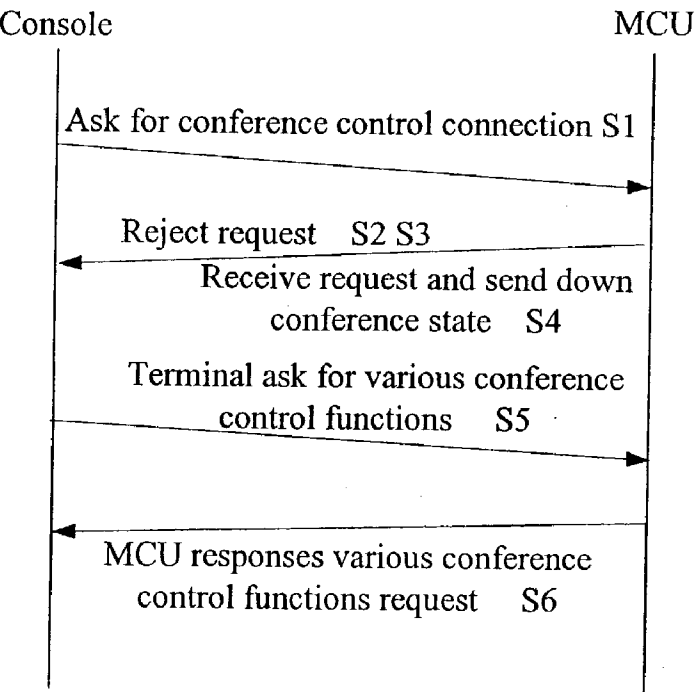 Console MCU
Ask for conference control connection S1
Reject request S2 S3
Receive request and send down
conference state S4
Terminal ask for various conference
control functions S5
MCU responses various conference
control functions request S6